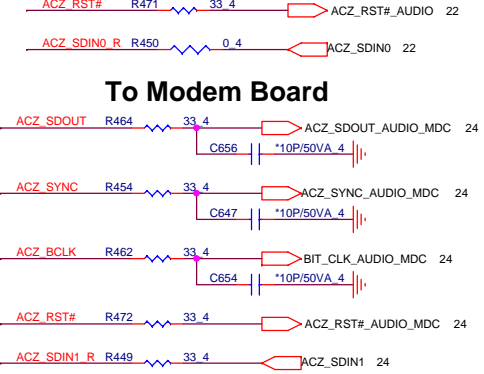 ACZ_RST# R471 33_4 ACZ_RST#_AUDIO 22
ACZ_SDIN0_R R450 0_4 ACZ_SDIN0 22
To Modem Board
ACZ_SDOUT R464 33_4 ACZ_SDOUT_AUDIO_MDC 24
C656 *10P/50VA_4
ACZ_SYNC R454 33_4 ACZ_SYNC_AUDIO_MDC 24
C647 *10P/50VA_4
ACZ_BCLK R462 33_4 BIT_CLK_AUDIO_MDC 24
C654 *10P/50VA_4
ACZ_RST# R472 33_4 ACZ_RST#_AUDIO_MDC 24
ACZ_SDIN1_R R449 33_4 ACZ_SDIN1 24